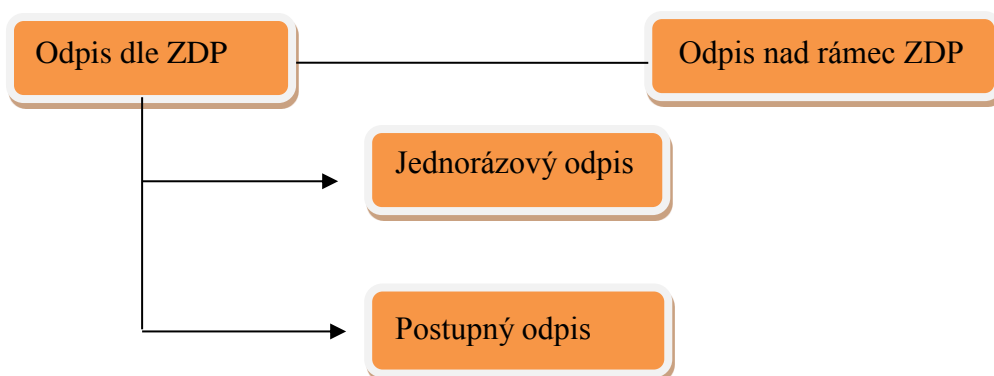 Odpis dle ZDP
Odpis nad rámec ZDP
Jednorázový odpis
Postupný odpis